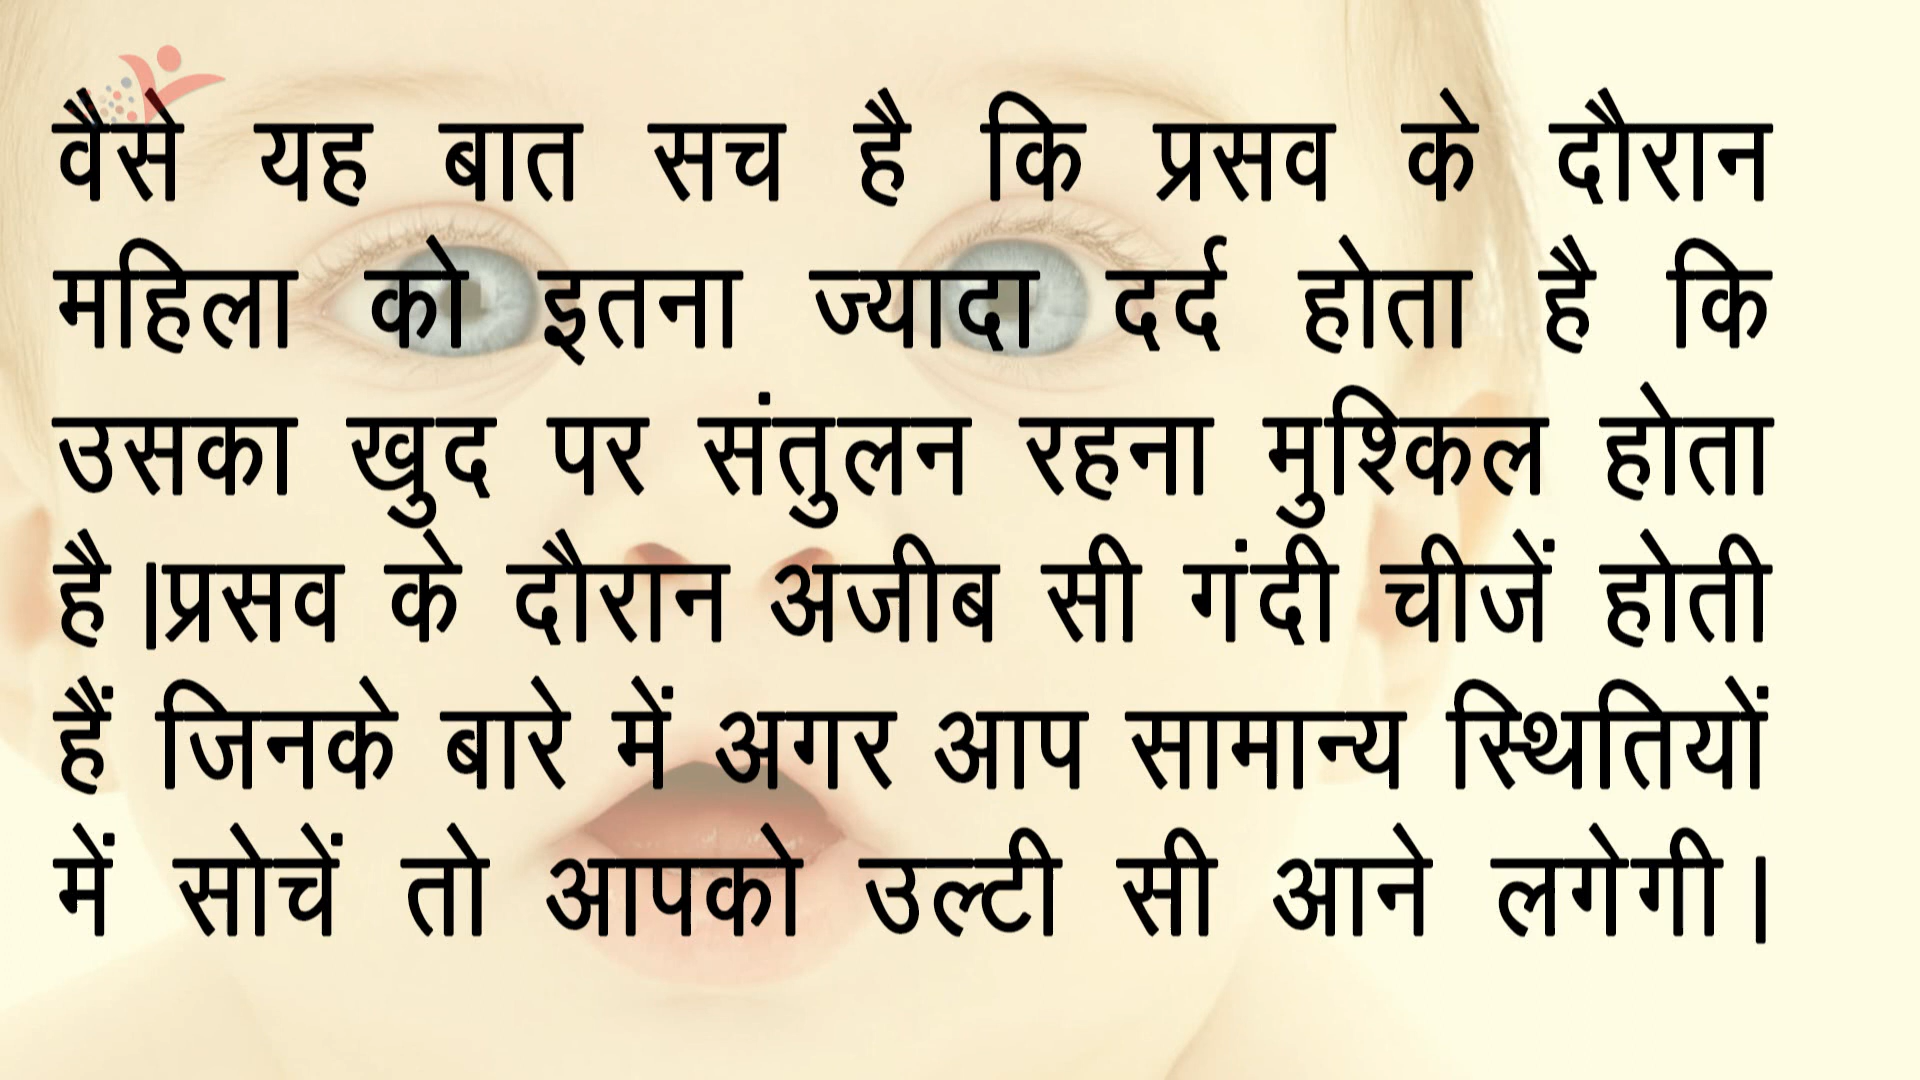 वैसे यह बात सच है कि प्रसव के दौरान
महिला को इतना ज्यादा दर्द होता है कि
उसका खुद पर संतुलन रहना मुश्किल होता
है।प्रसव के दौरान अजीब सी गंदी चीजें होती
हैं जिनके बारे में अगर आप सामान्य स्थितियों
में सोचें तो आपको उल्टी सी आने लगेगी।